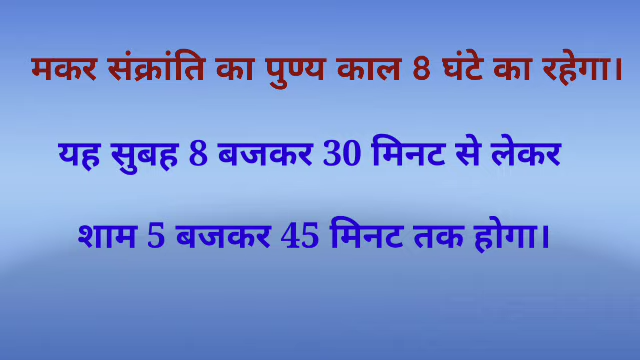 मकर संक्रांति का पुण्य काल 8 घंटे का रहेगा।
यह सुबह 8 बजकर 30 मिनट से लेकर
शाम 5 बजकर 45 मिनट तक होगा।